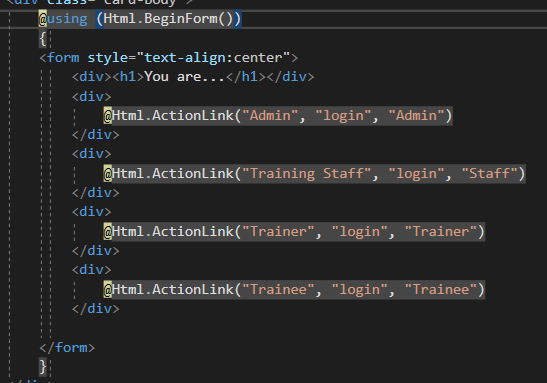 <div class="card-body">
@using (Html.BeginForm())
{
<form style="text-align:center">
<div><h1>You are...</h1></div>
<div>
@Html.ActionLink("Admin", "login", "Admin")
</div>
<div>
@Html.ActionLink("Training Staff", "login", "Staff")
</div>
<div>
@Html.ActionLink("Trainer", "login", "Trainer")
</div>
<div>
@Html.ActionLink("Trainee", "login", "Trainee")
</div>
</form>
}
</div>